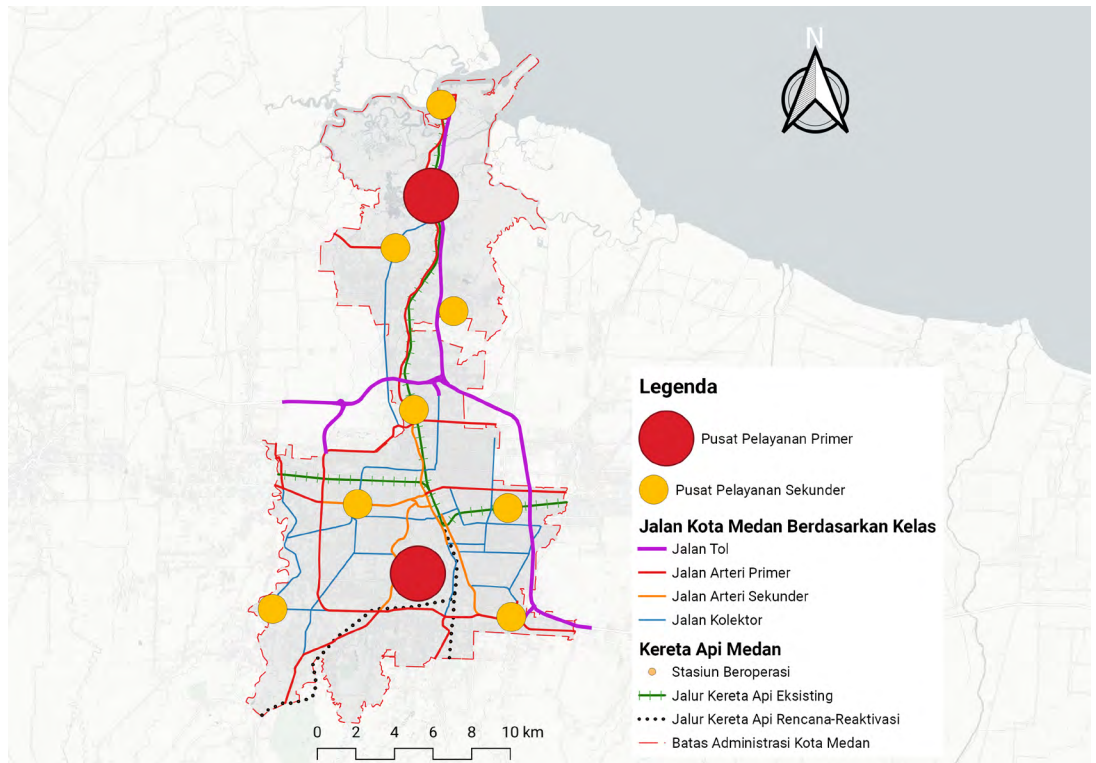 N
Legenda
Pusat Pelayanan Primer
Pusat Pelayanan Sekunder
Jalan Kota Medan Berdasarkan Kelas
Jalan Tol
Jalan Arteri Primer
Jalan Arteri Sekunder
Jalan Kolektor
Kereta Api Medan
Stasiun Beroperasi
Jalur Kereta Api Eksisting
Jalur Kereta Api Rencana-Reaktivasi
Batas Administrasi Kota Medan
0 2 4 6 8 10 km